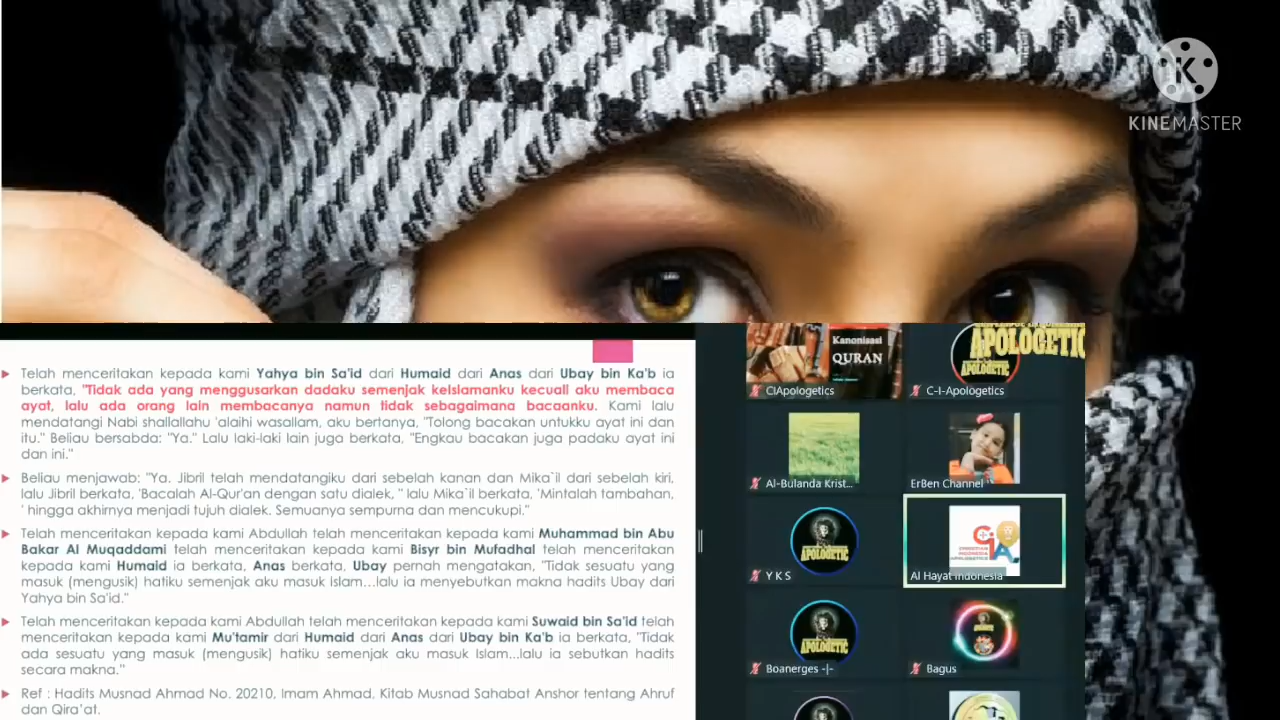 KINEMASTER
Telah menceritakan kepada kami Yahya bin Sa'id dari Humaid dari Anas dari Ubay bin Ka'b ia
berkata, "Tidak ada yang menggusarkan dadaku semenjak keIslamanku kecuali aku membaca
ayat, lalu ada orang lain membacanya namun tidak sebagaimana bacaanku. Kami lalu
mendatangi Nabi shallallahu 'alaihi wasallam, aku bertanya, "Tolong bacakan untukku ayat ini dan
itu." Beliau bersabda: "Ya." Lalu laki-laki lain juga berkata, "Engkau bacakan juga padaku ayat ini
dan ini."
Beliau menjawab: "Ya. Jibril telah mendatangiku dari sebelah kanan dan Mika`il dari sebelah kiri,
lalu Jibril berkata, 'Bacalah Al-Qur'an dengan satu dialek, " lalu Mika`il berkata, 'Mintalah tambahan,
' hingga akhirnya menjadi tujuh dialek. Semuanya sempurna dan mencukupi."
Telah menceritakan kepada kami Abdullah telah menceritakan kepada kami Muhammad bin Abu
Bakar Al Muqaddami telah menceritakan kepada kami Bisyr bin Mufadhal telah menceritakan
kepada kami Humaid ia berkata, Anas berkata, Ubay pernah mengatakan, "Tidak sesuatu yang
masuk (mengusik) hatiku semenjak aku masuk Islam...lalu ia menyebutkan makna hadits Ubay dari
Yahya bin Sa'id."
Telah menceritakan kepada kami Abdullah telah menceritakan kepada kami Suwaid bin Sa'id telah
menceritakan kepada kami Mu'tamir dari Humaid dari Anas dari Ubay bin Ka'b ia berkata, "Tidak
ada sesuatu yang masuk (mengusik) hatiku semenjak aku masuk Islam...lalu ia sebutkan hadits
secara makna."
Ref : Hadits Musnad Ahmad No. 20210, Imam Ahmad, Kitab Musnad Sahabat Anshor tentang Ahruf
dan Qira'at.
Kanonisasi
QURAN
CIApologetics
APOLOGETIC
C-I-Apologetics
Al-Bulanda Krist...
ErBen Channel
APOLOGETIC
Y K S
CIA
Al Hayat Indonesia
APOLOGETIC
Boanerges -|-
Bagus